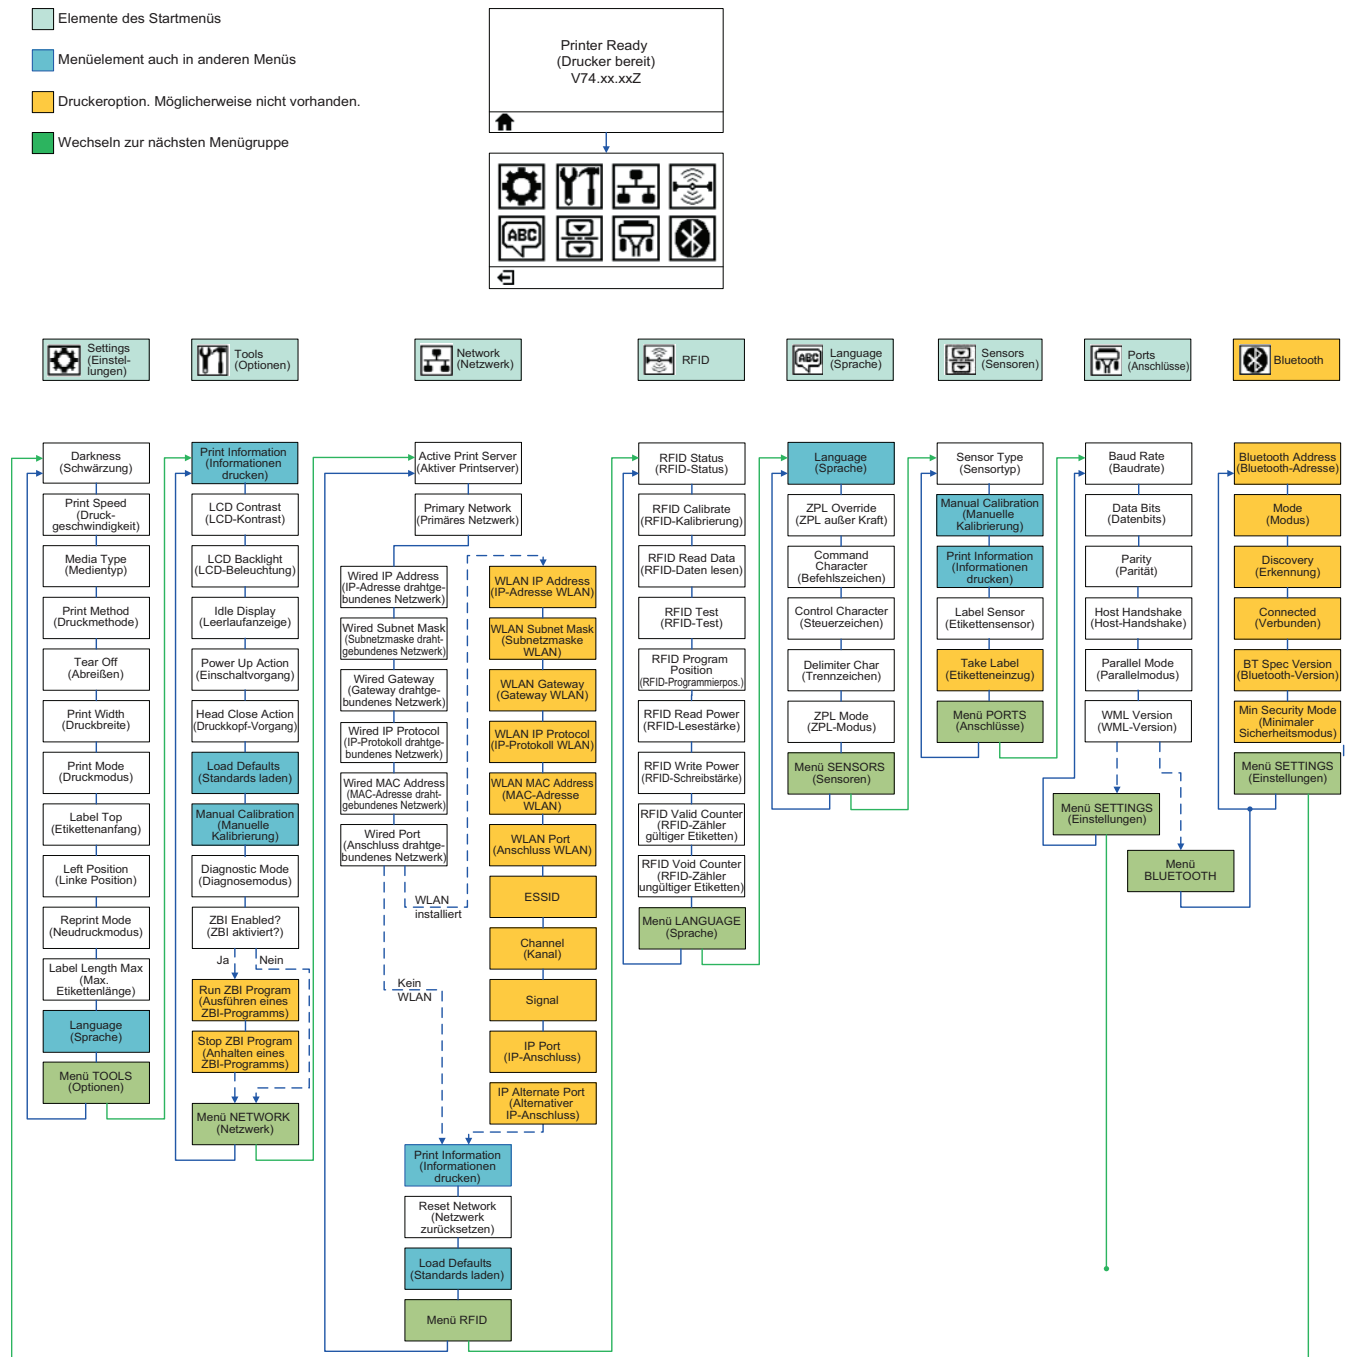 Elemente des Startmenüs
Menüelement auch in anderen Menüs
Druckeroption. Möglicherweise nicht vorhanden.
Wechseln zur nächsten Menügruppe
Printer Ready
(Drucker bereit)
V74.xx.xxZ
ABC
Settings
(Einstel-
lungen)
Tools
(Optionen)
Network
(Netzwerk)
RFID
ABC
Language
(Sprache)
Sensors
(Sensoren)
Ports
(Anschlüsse)
Bluetooth
Darkness
(Schwärzung)
Print Speed
(Druck-
geschwindigkeit)
Media Type
(Medientyp)
Print Method
(Druckmethode)
Tear Off
(Abreißen)
Print Width
(Druckbreite)
Print Mode
(Druckmodus)
Label Top
(Etikettenanfang)
Left Position
(Linke Position)
Reprint Mode
(Neudruckmodus)
Label Length Max
(Max.
Etikettenlänge)
Language
(Sprache)
Menü TOOLS
(Optionen)
Print Information
(Informationen
drucken)
LCD Contrast
(LCD-Kontrast)
LCD Backlight
(LCD-Beleuchtung)
Idle Display
(Leerlaufanzeige)
Power Up Action
(Einschaltvorgang)
Head Close Action
(Druckkopf-Vorgang)
Load Defaults
(Standards laden)
Manual Calibration
(Manuelle
Kalibrierung)
Diagnostic Mode
(Diagnosemodus)
ZBI Enabled?
(ZBI aktiviert?)
Ja
Nein
Run ZBI Program
(Ausführen eines
ZBI-Programms)
Stop ZBI Program
(Anhalten eines
ZBI-Programms)
Menü NETWORK
(Netzwerk)
Active Print Server
(Aktiver Printserver)
Primary Network
(Primäres Netzwerk)
Wired IP Address
(IP-Adresse drahtge-
bundenes Netzwerk)
Wired Subnet Mask
(Subnetzmaske draht-
gebundenes Netzwerk)
Wired Gateway
(Gateway drahtge-
bundenes Netzwerk)
Wired IP Protocol
(IP-Protokoll drahtge-
bundenes Netzwerk)
Wired MAC Address
(MAC-Adresse draht-
gebundenes Netzwerk)
Wired Port
(Anschluss drahtge-
bundenes Netzwerk)
WLAN
installiert
Kein
WLAN
WLAN IP Address
(IP-Adresse WLAN)
WLAN Subnet Mask
(Subnetzmaske
WLAN)
WLAN Gateway
(Gateway WLAN)
WLAN IP Protocol
(IP-Protokoll WLAN)
WLAN MAC Address
(MAC-Adresse
WLAN)
WLAN Port
(Anschluss WLAN)
ESSID
Channel
(Kanal)
Signal
IP Port
(IP-Anschluss)
IP Alternate Port
(Alternativer
IP-Anschluss)
Print Information
(Informationen
drucken)
Reset Network
(Netzwerk
zurücksetzen)
Load Defaults
(Standards laden)
Menü RFID
RFID Status
(RFID-Status)
RFID Calibrate
(RFID-Kalibrierung)
RFID Read Data
(RFID-Daten lesen)
RFID Test
(RFID-Test)
RFID Program
Position
(RFID-Programmierpos.)
RFID Read Power
(RFID-Lesestärke)
RFID Write Power
(RFID-Schreibstärke)
RFID Valid Counter
(RFID-Zähler
gültiger Etiketten)
RFID Void Counter
(RFID-Zähler
ungültiger Etiketten)
Menü LANGUAGE
(Sprache)
Language
(Sprache)
ZPL Override
(ZPL außer Kraft)
Command
Character
(Befehlszeichen)
Control Character
(Steuerzeichen)
Delimiter Char
(Trennzeichen)
ZPL Mode
(ZPL-Modus)
Menü SENSORS
(Sensoren)
Sensor Type
(Sensortyp)
Manual Calibration
(Manuelle
Kalibrierung)
Print Information
(Informationen
drucken)
Label Sensor
(Etikettensensor)
Take Label
(Etiketteneinzug)
Menü PORTS
(Anschlüsse)
Baud Rate
(Baudrate)
Data Bits
(Datenbits)
Parity
(Parität)
Host Handshake
(Host-Handshake)
Parallel Mode
(Parallelmodus)
WML Version
(WML-Version)
Menü SETTINGS
(Einstellungen)
Menü
BLUETOOTH
Bluetooth Address
(Bluetooth-Adresse)
Mode
(Modus)
Discovery
(Erkennung)
Connected
(Verbunden)
BT Spec Version
(Bluetooth-Version)
Min Security Mode
(Minimaler
Sicherheitsmodus)
Menü SETTINGS
(Einstellungen)